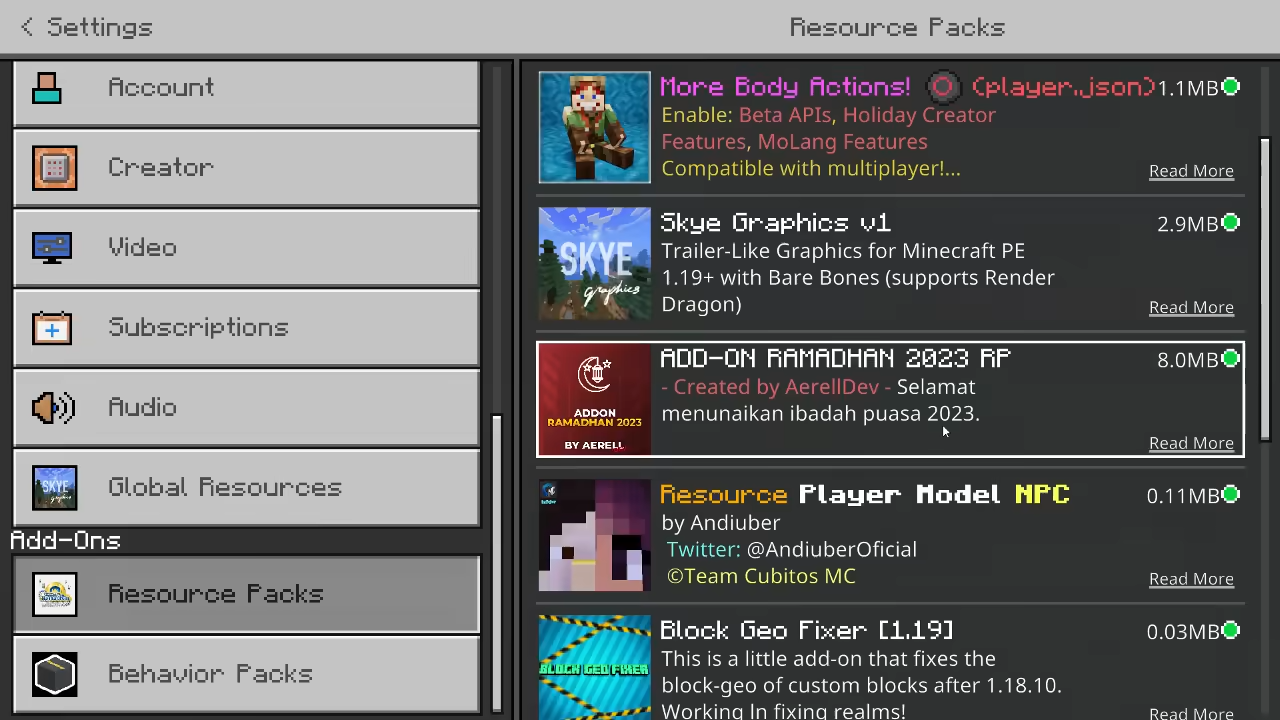 Settings
Resource Packs
Account
Creator
Video
Subscriptions
Audio
Global Resources
Add-Ons
Resource Packs
Behavior Packs
More Body Actions! (player.json) 1.1MB
Enable: Beta APIs, Holiday Creator
Features, MoLang Features
Compatible with multiplayer!...
Read More
SKYE
graphics
Skye Graphics v1 2.9MB
Trailer-Like Graphics for Minecraft PE
1.19+ with Bare Bones (supports Render
Dragon)
Read More
ADDON
RAMADHAN 2023
BY AERELL
ADD-ON RAMADHAN 2023 RP 8.0MB
- Created by AerellDev - Selamat
menunaikan ibadah puasa 2023.
Read More
Resource Player Model NPC 0.11MB
by Andiuber
Twitter: @AndiuberOficial
©Team Cubitos MC
Read More
BLOCK GEO FIXER
Block Geo Fixer [1.19] 0.03MB
This is a little add-on that fixes the
block-geo of custom blocks after 1.18.10.
Working In fixing realms!
Read More